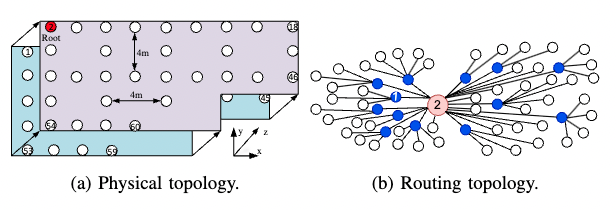 2
18
Root
1
4m
46
4m
45
54
60
y
z
x
53
59
1
2
(a) Physical topology.
(b) Routing topology.